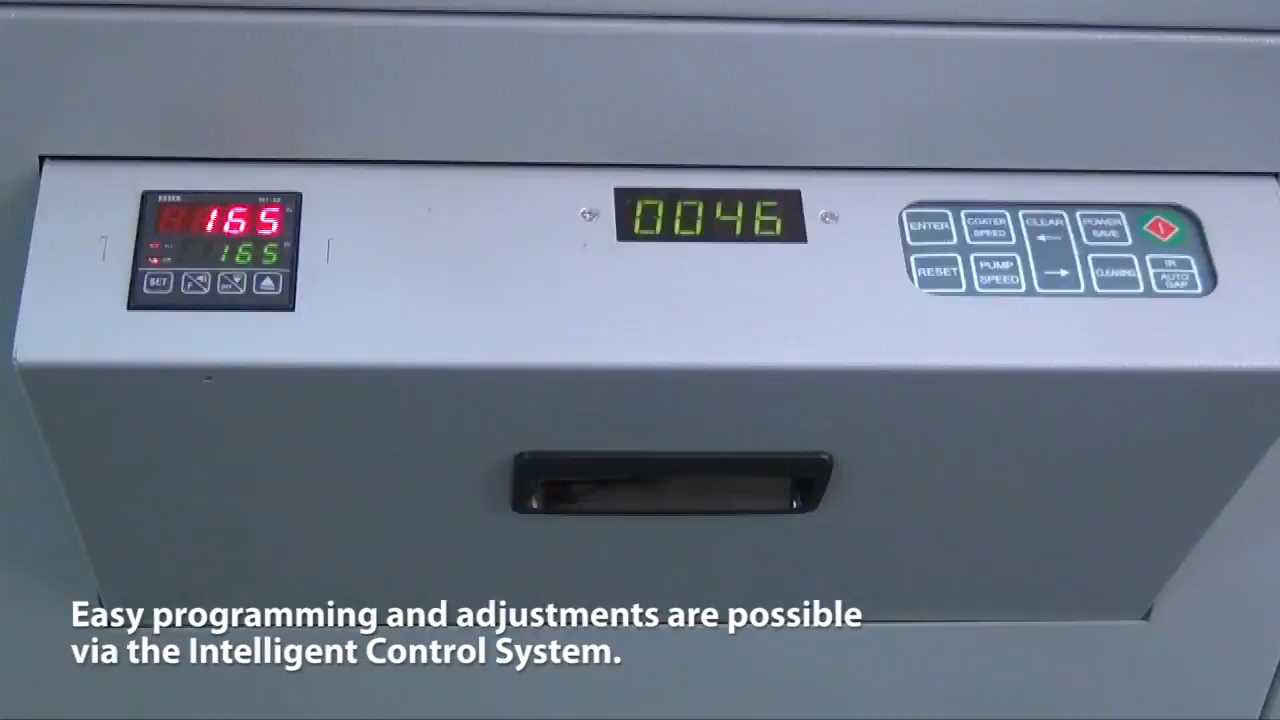 165
165
SET
0046
ENTER
COATER
SPEED
CLEAR
POWER
SAVE
RESET
PUMP
SPEED
CLEANING
IR
AUTO
GAP
Easy programming and adjustments are possible
via the Intelligent Control System.